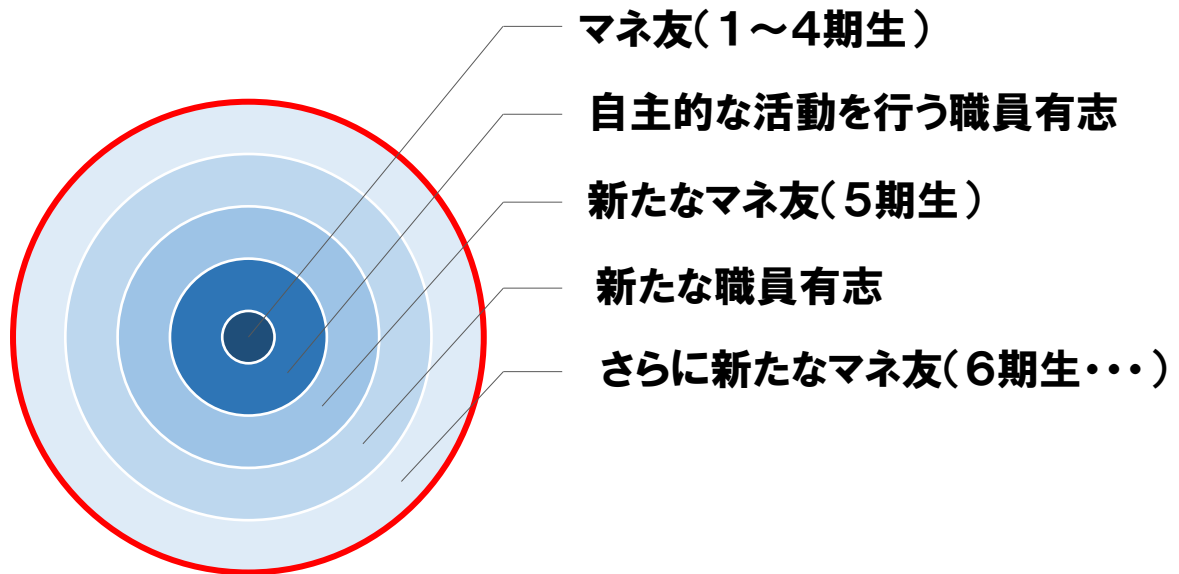 マネ友(1～4期生)
自主的な活動を行う職員有志
新たなマネ友(5期生)
新たな職員有志
さらに新たなマネ友(6期生・・・)